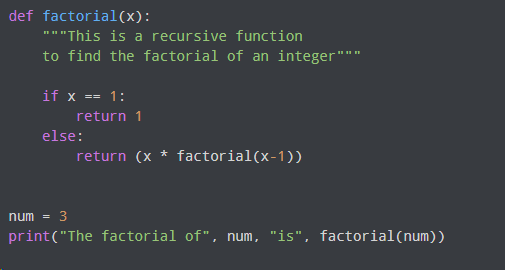 def factorial(x):
    """This is a recursive function
    to find the factorial of an integer"""

    if x == 1:
        return 1
    else:
        return (x * factorial(x-1))


num = 3
print("The factorial of", num, "is", factorial(num))